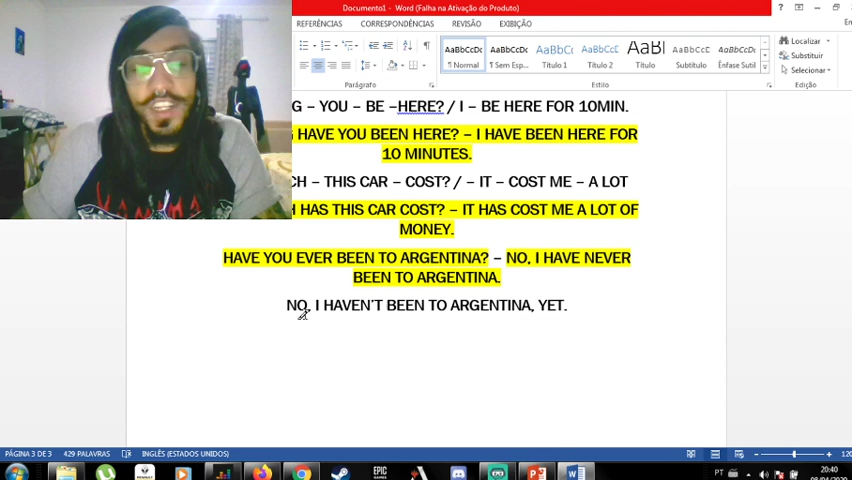 Documento1 - Word (Falha na Ativação do Produto)
REFERÊNCIAS CORRESPONDÊNCIAS REVISÃO EXIBIÇÃO
AaBbCcDc AaBbCcDc AaBbCc AaBbCcC AaBl AaBbCcC AaBbCcDc
¶ Normal ¶ Sem Esp... Título 1 Título 2 Título Subtítulo Ênfase Sutil
Localizar
Substituir
Selecionar
Parágrafo Estilo Edição
G – YOU – BE –HERE? / I – BE HERE FOR 10MIN.
HAVE YOU BEEN HERE? – I HAVE BEEN HERE FOR
10 MINUTES.
CH – THIS CAR – COST? / – IT – COST ME – A LOT
H HAS THIS CAR COST? – IT HAS COST ME A LOT OF
MONEY.
HAVE YOU EVER BEEN TO ARGENTINA? – NO, I HAVE NEVER
BEEN TO ARGENTINA.
NO, I HAVEN'T BEEN TO ARGENTINA, YET.
PÁGINA 3 DE 3 429 PALAVRAS INGLÊS (ESTADOS UNIDOS) 120
EPIC
GAMES
PT 20:40